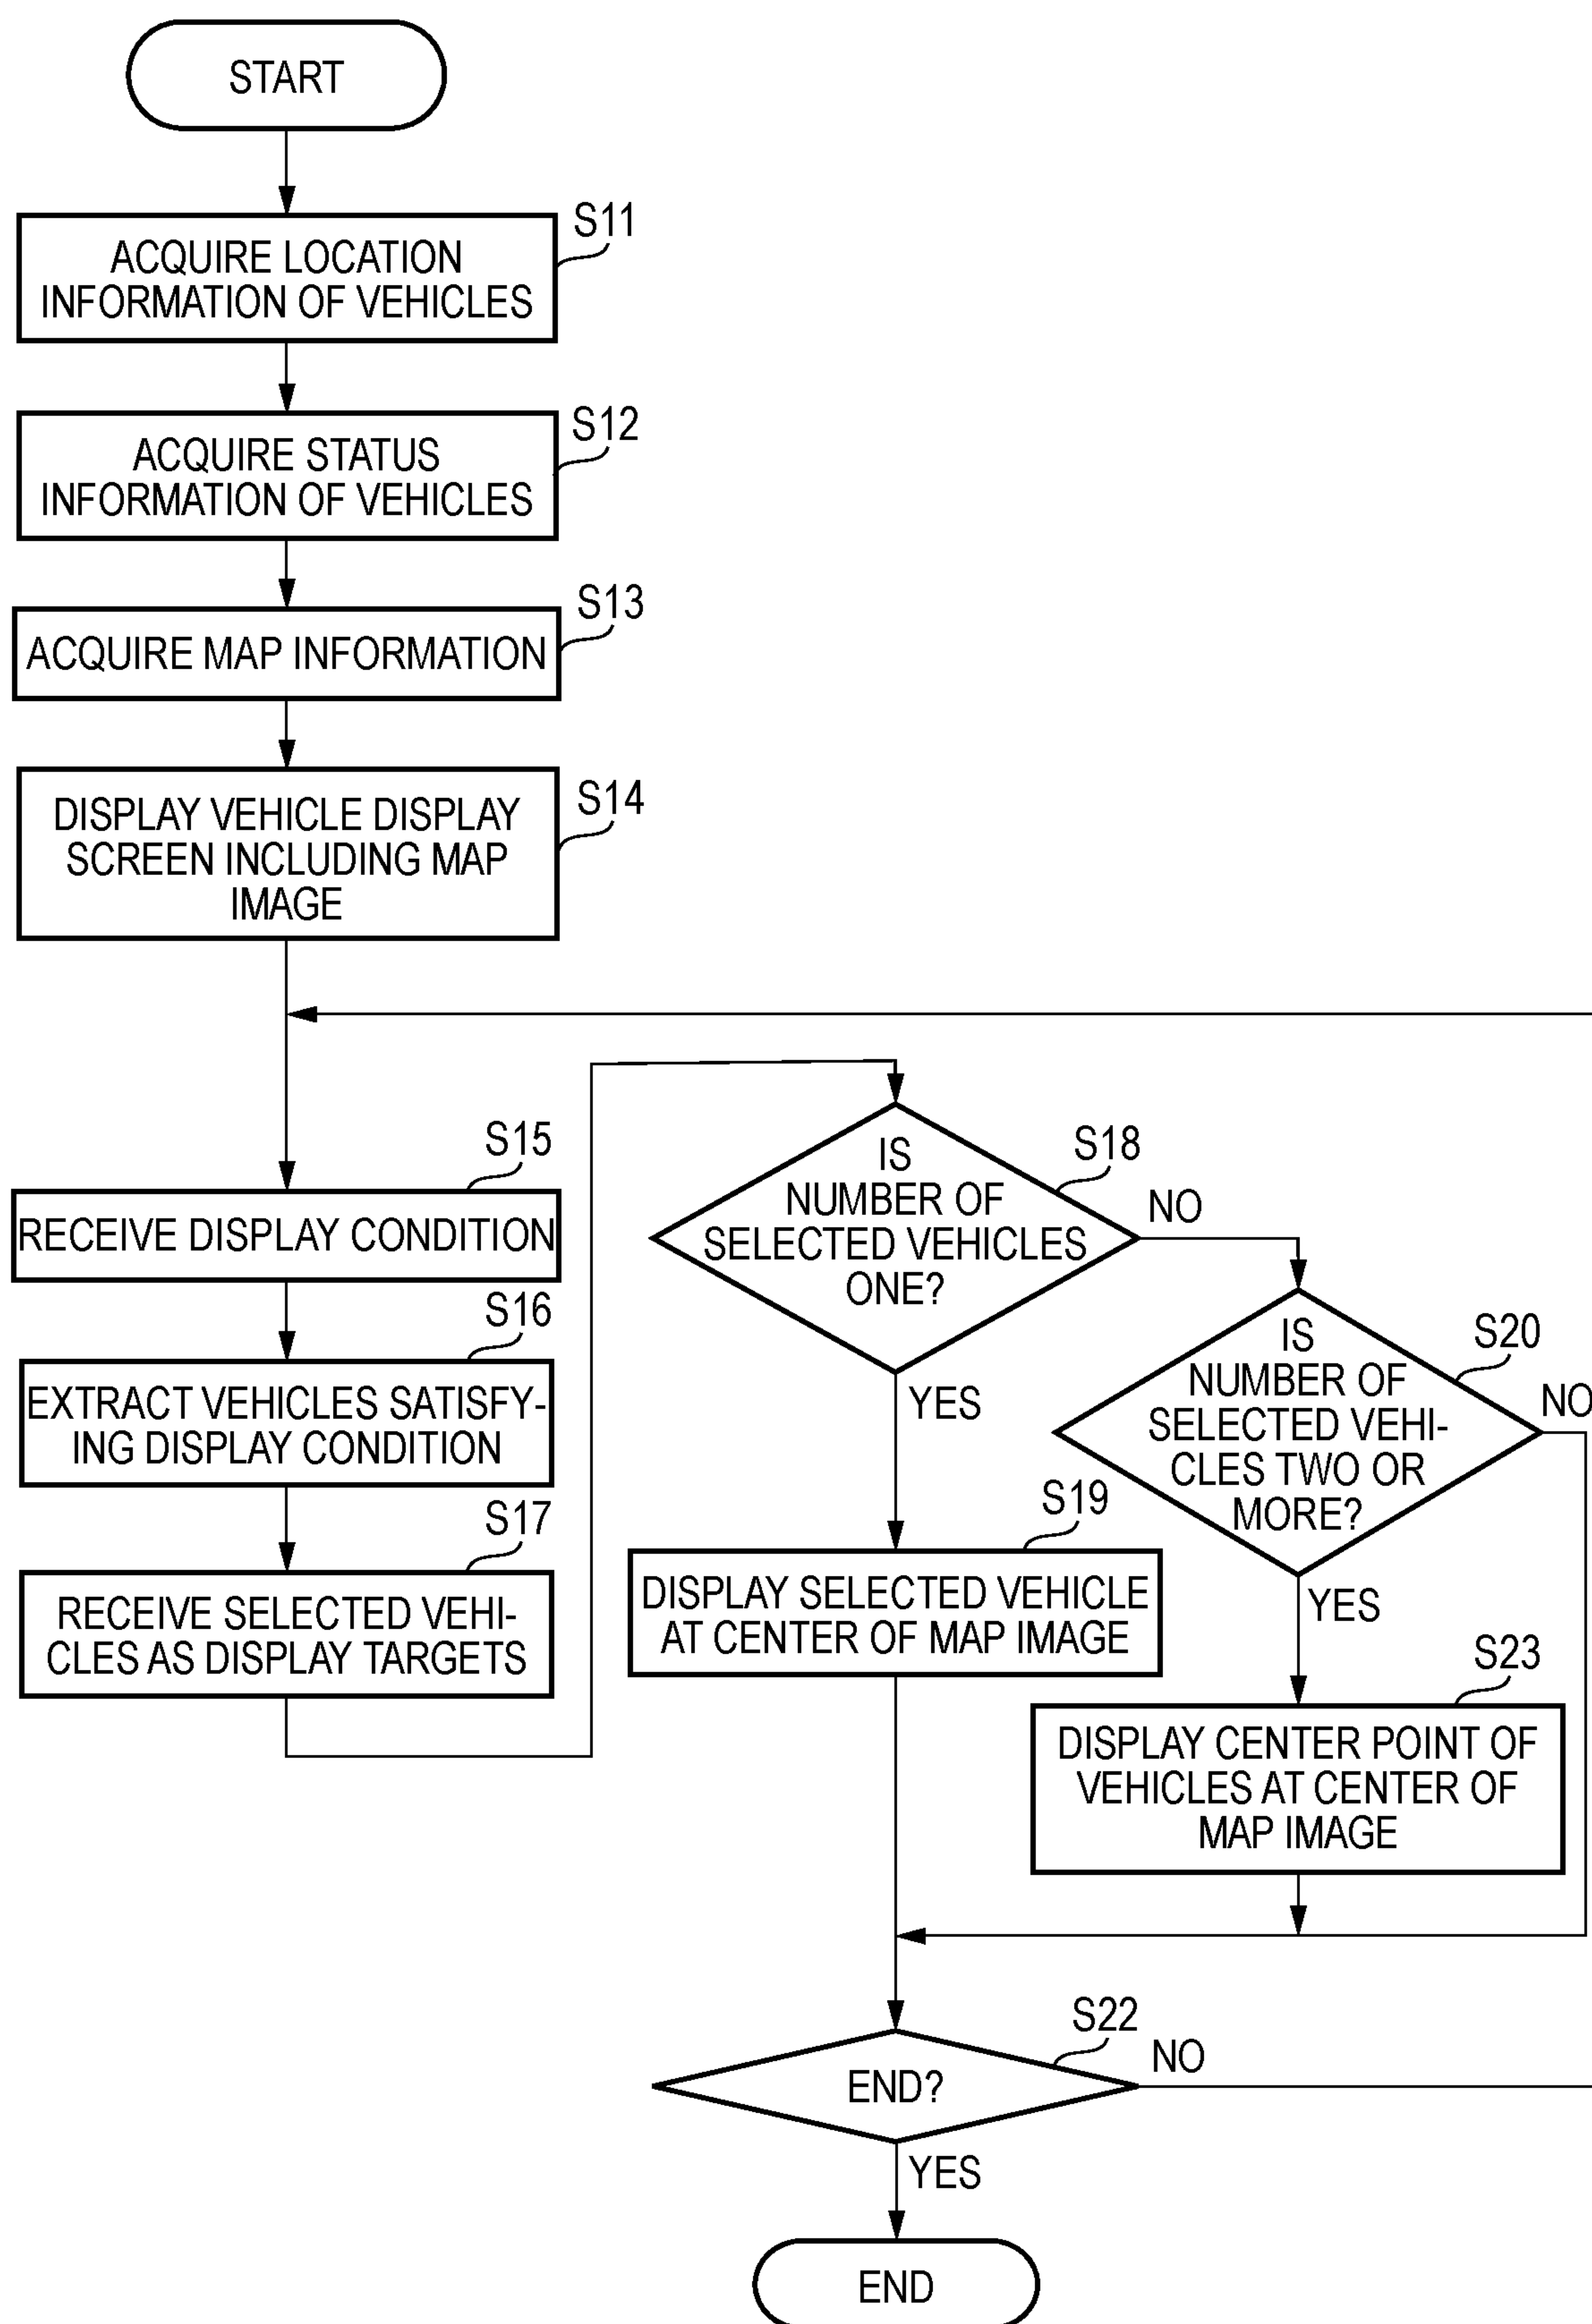 START
S11
ACQUIRE LOCATION
INFORMATION OF VEHICLES
S12
ACQUIRE STATUS
INFORMATION OF VEHICLES
S13
ACQUIRE MAP INFORMATION
S14
DISPLAY VEHICLE DISPLAY
SCREEN INCLUDING MAP
IMAGE
S15
RECEIVE DISPLAY CONDITION
S16
EXTRACT VEHICLES SATISFY-
ING DISPLAY CONDITION
S17
RECEIVE SELECTED VEHI-
CLES AS DISPLAY TARGETS
S18
IS
NUMBER OF
SELECTED VEHICLES
ONE?
NO
YES
S19
DISPLAY SELECTED VEHICLE
AT CENTER OF MAP IMAGE
S20
IS
NUMBER OF
SELECTED VEHI-
CLES TWO OR
MORE?
NO
YES
S23
DISPLAY CENTER POINT OF
VEHICLES AT CENTER OF
MAP IMAGE
S22
END?
NO
YES
END